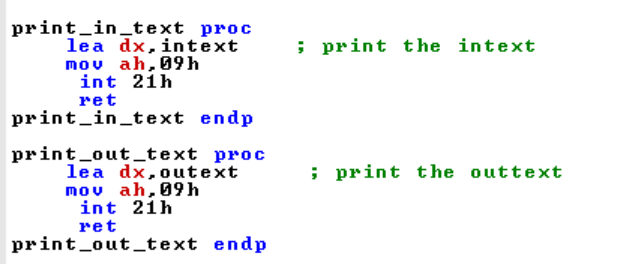 print_in_text proc
lea dx,intext ; print the intext
mov ah,09h
int 21h
ret
print_in_text endp
print_out_text proc
lea dx,outext ; print the outtext
mov ah,09h
int 21h
ret
print_out_text endp